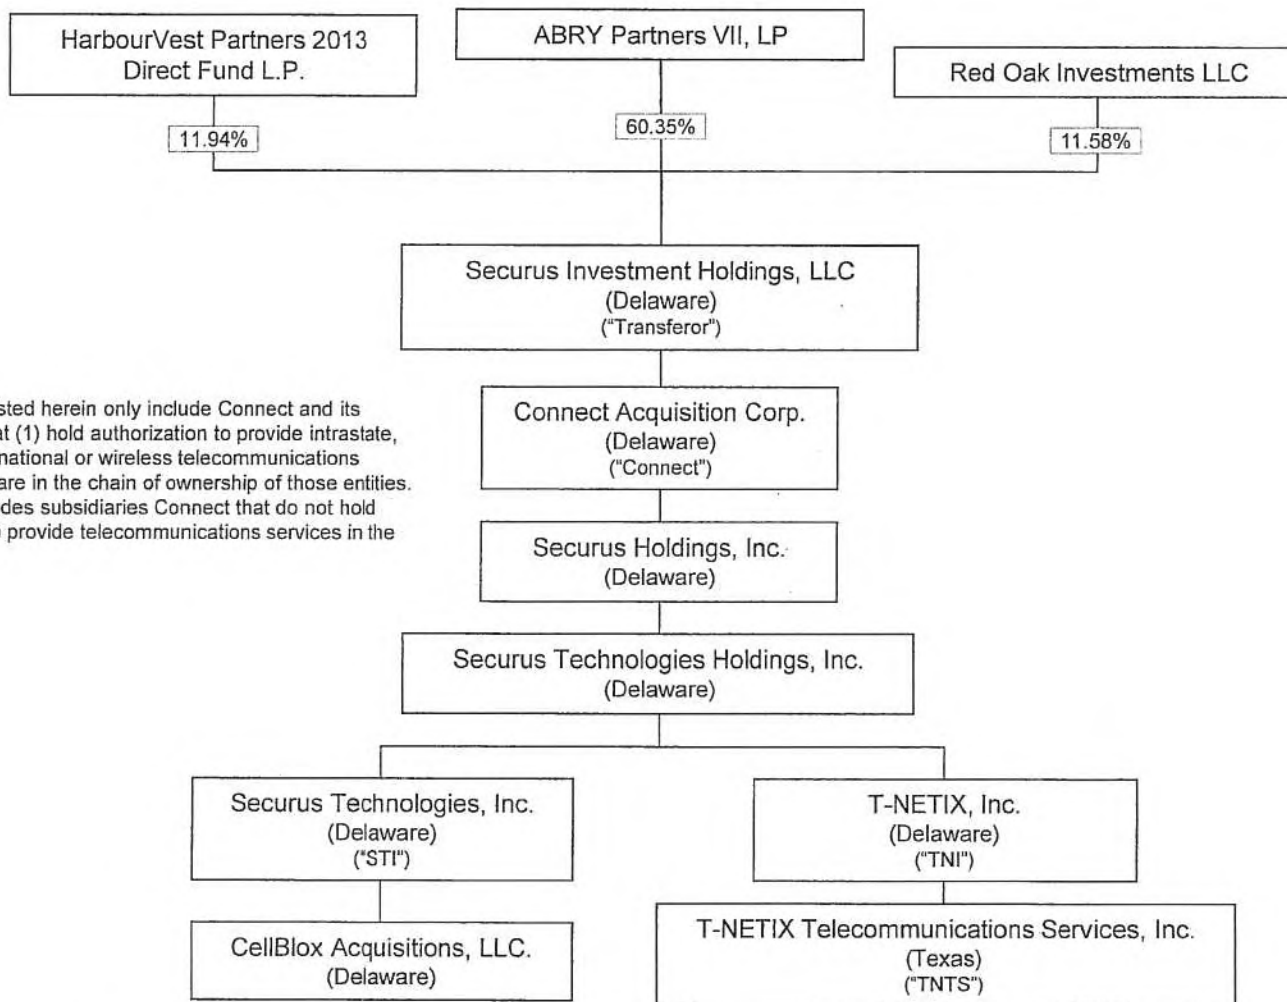 HarbourVest Partners 2013
Direct Fund L.P.
ABRY Partners VII, LP
Red Oak Investments LLC
11.94%
60.35%
11.58%
Securus Investment Holdings, LLC
(Delaware)
("Transferor")
sted herein only include Connect and its
at (1) hold authorization to provide intrastate,
national or wireless telecommunications
are in the chain of ownership of those entities.
des subsidiaries Connect that do not hold
provide telecommunications services in the
Connect Acquisition Corp.
(Delaware)
("Connect")
Securus Holdings, Inc.
(Delaware)
Securus Technologies Holdings, Inc.
(Delaware)
Securus Technologies, Inc.
(Delaware)
("STI")
T-NETIX, Inc.
(Delaware)
("TNI")
CellBlox Acquisitions, LLC.
(Delaware)
T-NETIX Telecommunications Services, Inc.
(Texas)
("TNTS")